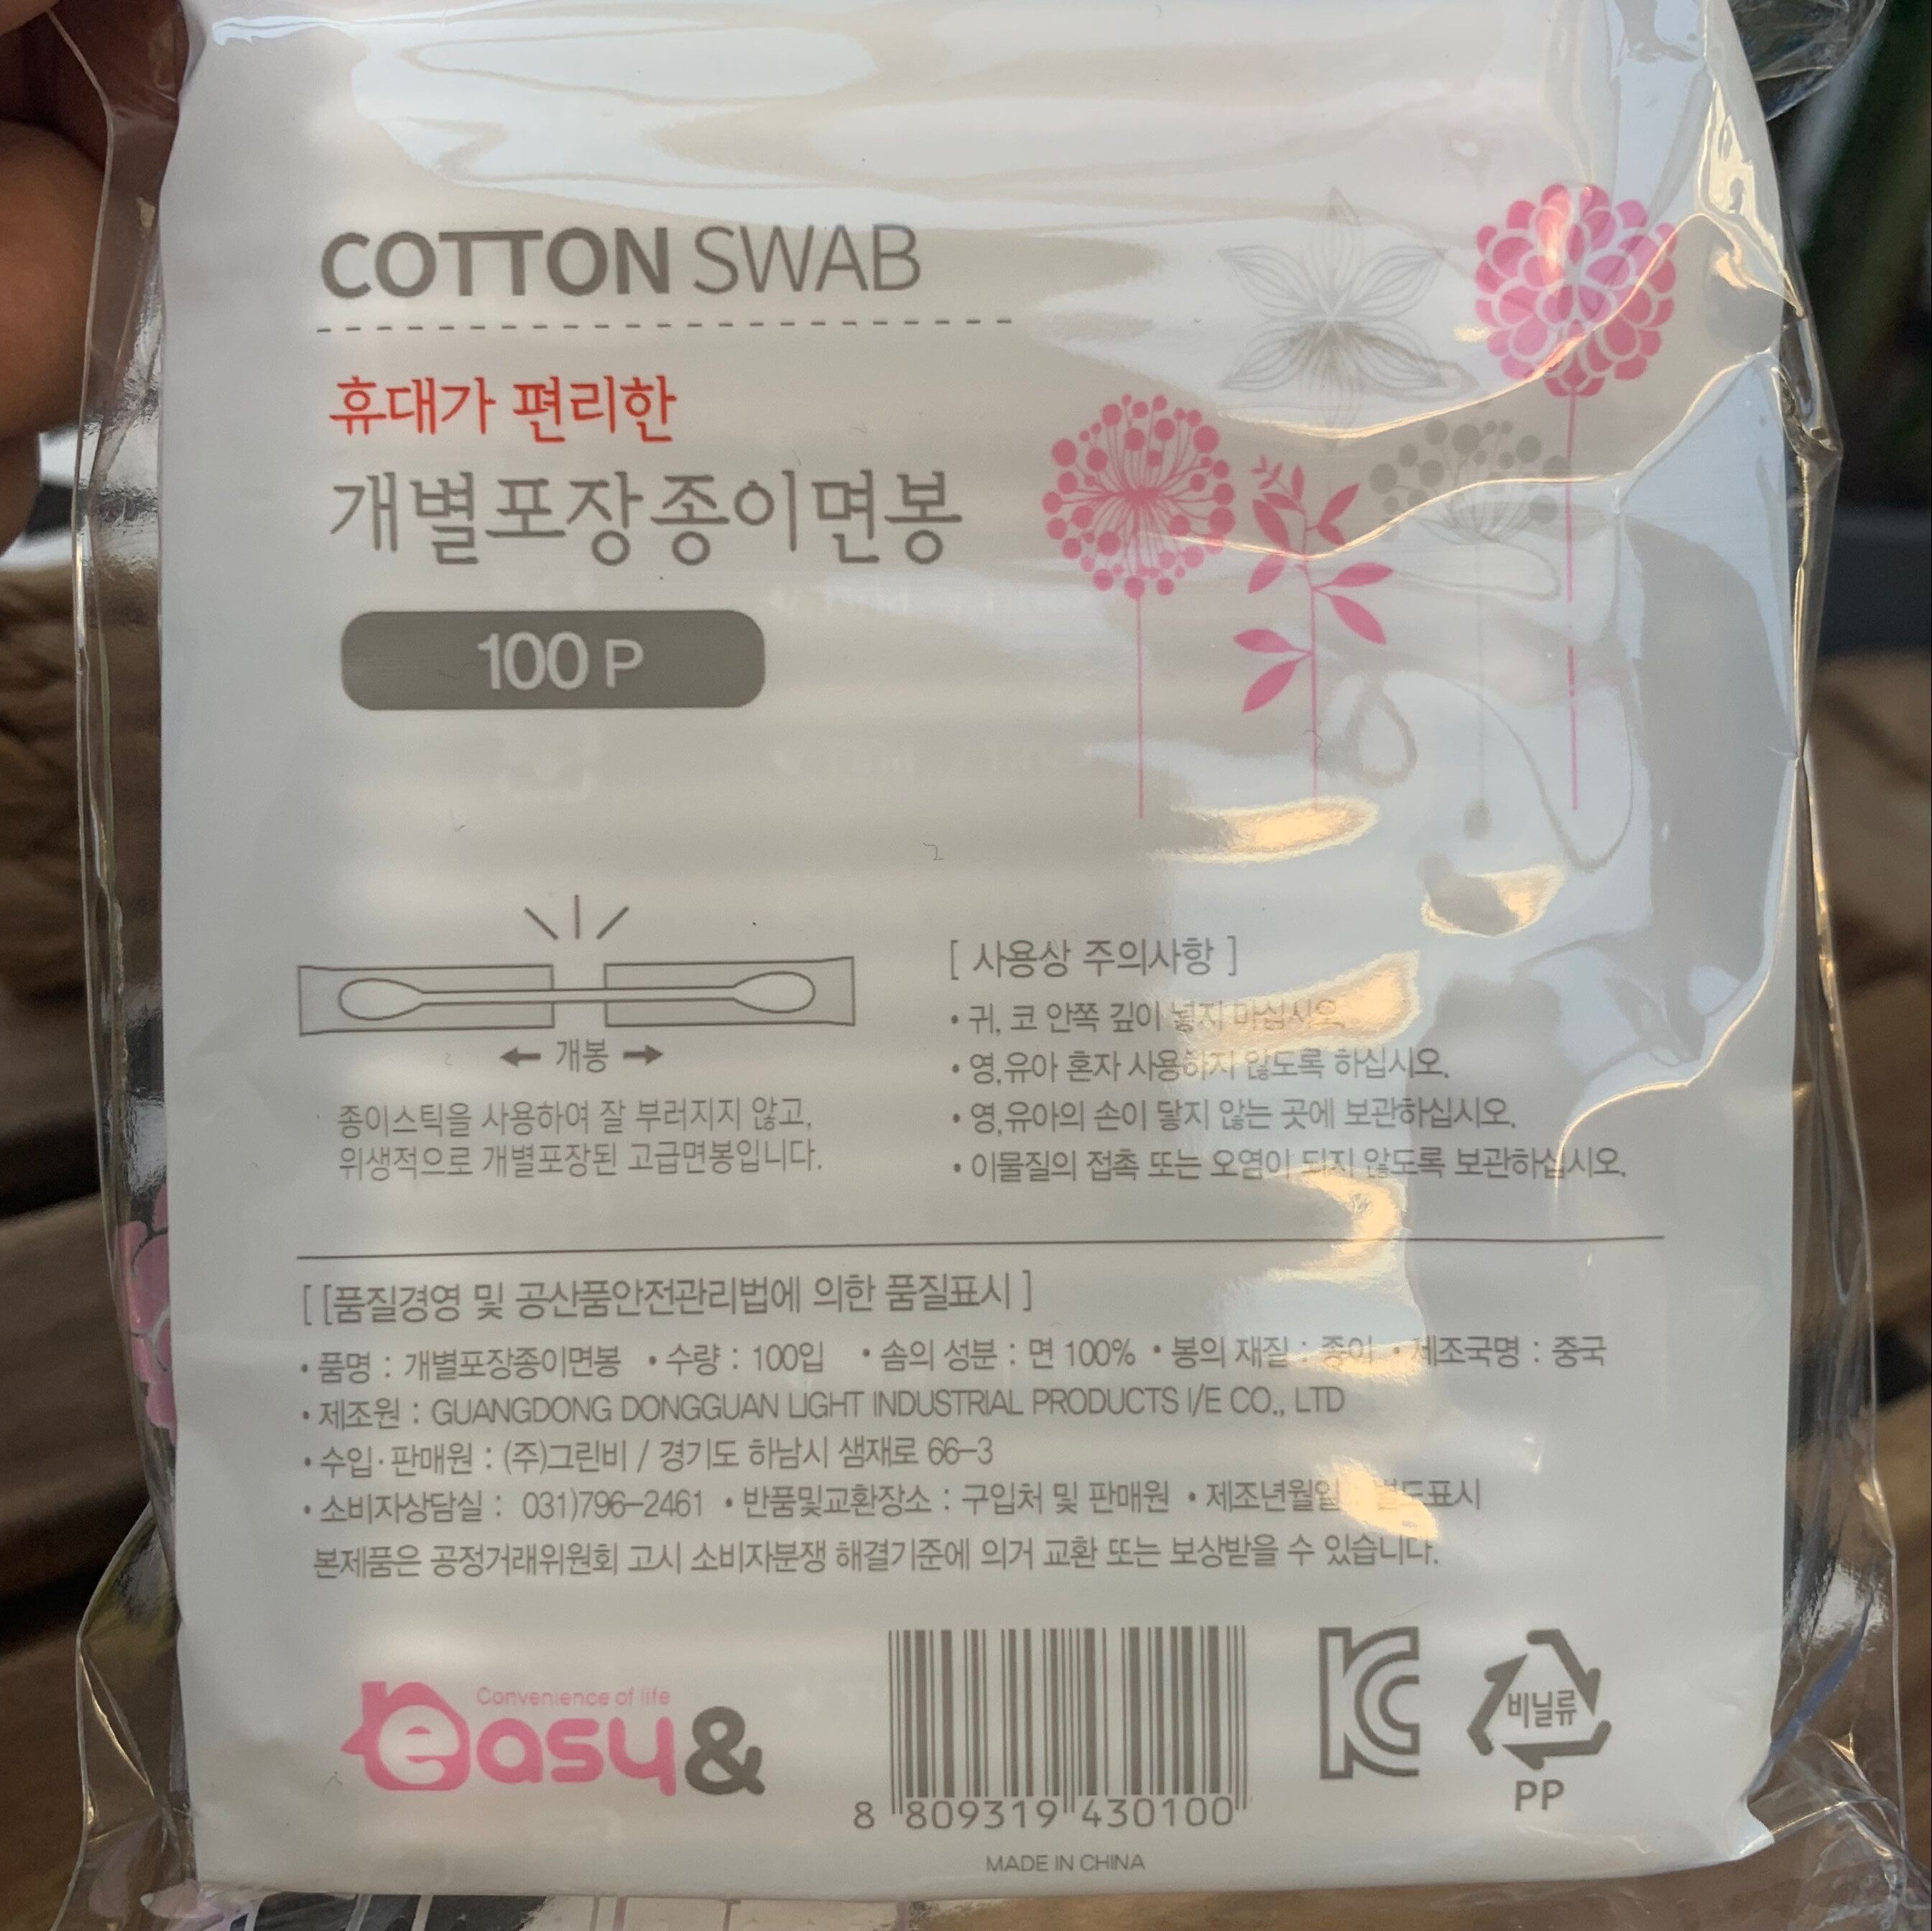 COTTON SWAB
휴대가 편리한
개별포장종이면봉
100 P
← 개봉 →
종이스틱을 사용하여 잘 부러지지 않고,
위생적으로 개별포장된 고급면봉입니다.
[ 사용상 주의사항 ]
• 귀, 코 안쪽 깊이 넣지 마십시오.
• 영,유아 혼자 사용하지 않도록 하십시오.
• 영,유아의 손이 닿지 않는 곳에 보관하십시오.
• 이물질의 접촉 또는 오염이 되지 않도록 보관하십시오.
[ [품질경영 및 공산품안전관리법에 의한 품질표시 ]
• 품명 : 개별포장종이면봉 • 수량 : 100입 • 솜의 성분 : 면 100% • 봉의 재질 : 종이 • 제조국명 : 중국
• 제조원 : GUANGDONG DONGGUAN LIGHT INDUSTRIAL PRODUCTS I/E CO., LTD
• 수입·판매원 : (주)그린비 / 경기도 하남시 샘재로 66-3
• 소비자상담실 : 031)796-2461 • 반품및교환장소 : 구입처 및 판매원 • 제조년월일 : 별도표시
본제품은 공정거래위원회 고시 소비자분쟁 해결기준에 의거 교환 또는 보상받을 수 있습니다.
Convenience of life
easy&
8 809319 430100
MADE IN CHINA
KC
비닐류
PP